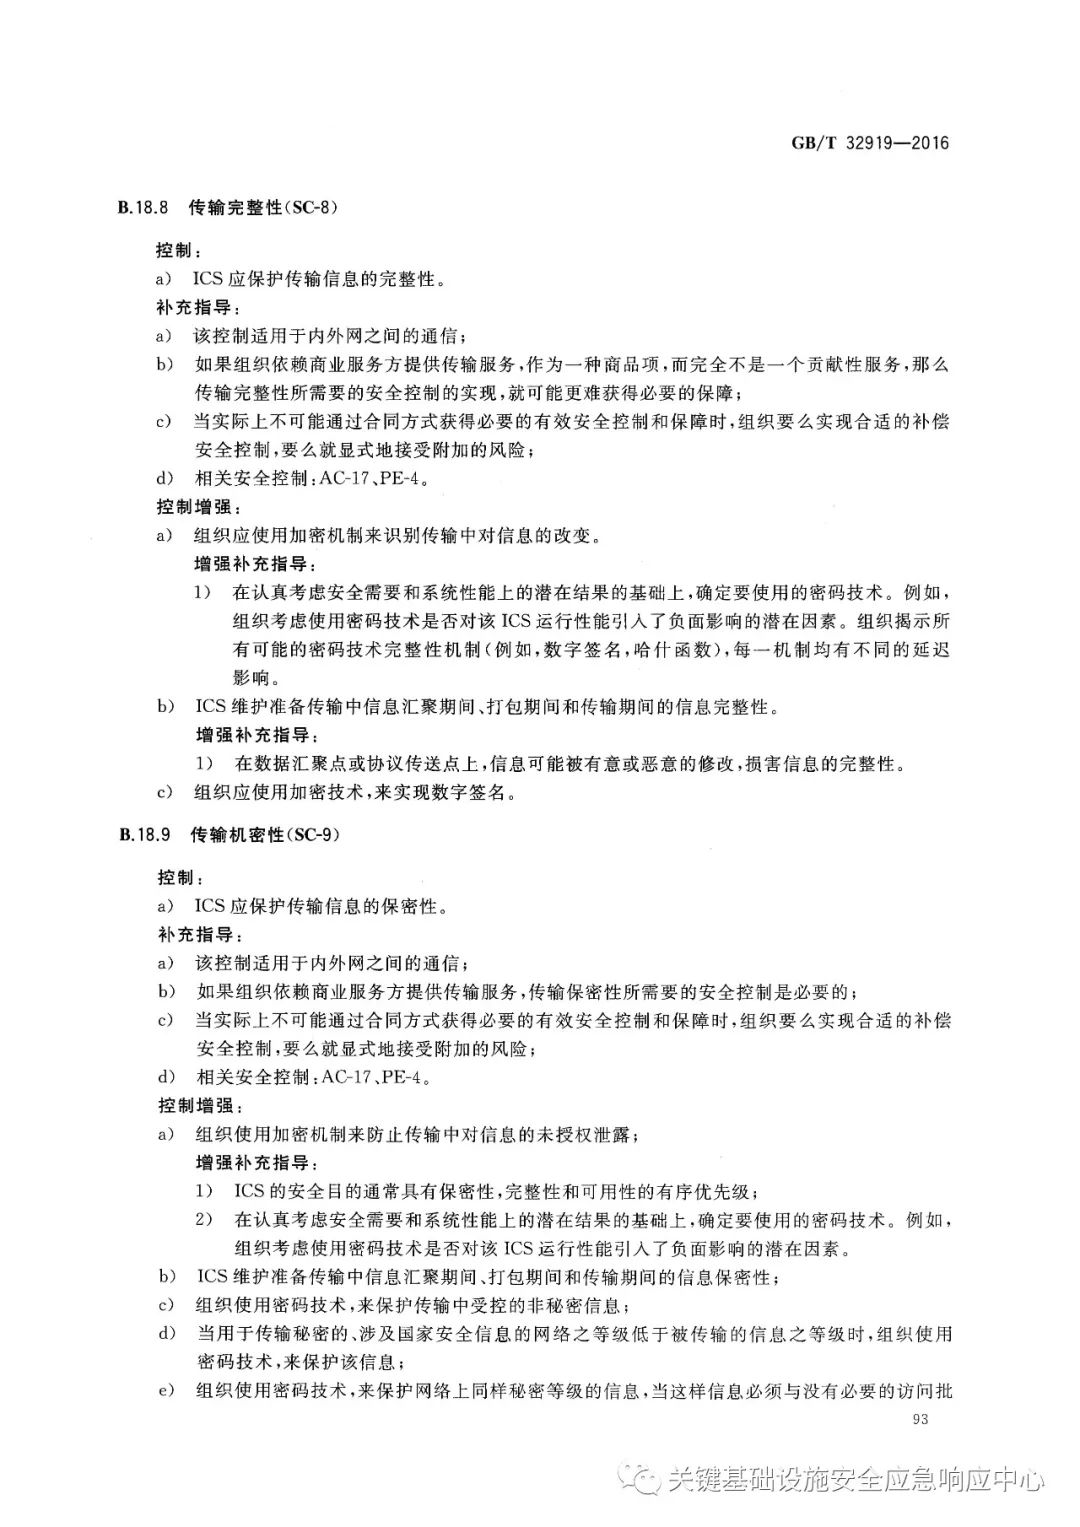 GB/T 32919—2016
B.18.8 传输完整性(SC-8)
控制:
a) ICS应保护传输信息的完整性。
补充指导:
a) 该控制适用于内外网之间的通信;
b) 如果组织依赖商业服务方提供传输服务,作为一种商品项,而完全不是一个贡献性服务,那么
传输完整性所需要的安全控制的实现,就可能更难获得必要的保障;
c) 当实际上不可能通过合同方式获得必要的有效安全控制和保障时,组织要么实现合适的补偿
安全控制,要么就显式地接受附加的风险;
d) 相关安全控制:AC-17、PE-4。
控制增强:
a) 组织应使用加密机制来识别传输中对信息的改变。
增强补充指导:
1) 在认真考虑安全需要和系统性能上的潜在结果的基础上,确定要使用的密码技术。例如,
组织考虑使用密码技术是否对该ICS运行性能引入了负面影响的潜在因素。组织揭示所
有可能的密码技术完整性机制(例如,数字签名,哈什函数),每一机制均有不同的延迟
影响。
b) ICS维护准备传输中信息汇聚期间、打包期间和传输期间的信息完整性。
增强补充指导:
1) 在数据汇聚点或协议传送点上,信息可能被有意或恶意的修改,损害信息的完整性。
c) 组织应使用加密技术,来实现数字签名。
B.18.9 传输机密性(SC-9)
控制:
a) ICS应保护传输信息的保密性。
补充指导:
a) 该控制适用于内外网之间的通信;
b) 如果组织依赖商业服务方提供传输服务,传输保密性所需要的安全控制是必要的;
c) 当实际上不可能通过合同方式获得必要的有效安全控制和保障时,组织要么实现合适的补偿
安全控制,要么就显式地接受附加的风险;
d) 相关安全控制:AC-17、PE-4。
控制增强:
a) 组织使用加密机制来防止传输中对信息的未授权泄露;
增强补充指导:
1) ICS的安全目的通常具有保密性,完整性和可用性的有序优先级;
2) 在认真考虑安全需要和系统性能上的潜在结果的基础上,确定要使用的密码技术。例如,
组织考虑使用密码技术是否对该ICS运行性能引入了负面影响的潜在因素。
b) ICS维护准备传输中信息汇聚期间、打包期间和传输期间的信息保密性;
c) 组织使用密码技术,来保护传输中受控的非秘密信息;
d) 当用于传输秘密的、涉及国家安全信息的网络之等级低于被传输的信息之等级时,组织使用
密码技术,来保护该信息;
e) 组织使用密码技术,来保护网络上同样秘密等级的信息,当这样信息必须与没有必要的访问批
93
关键基础设施安全应急响应中心